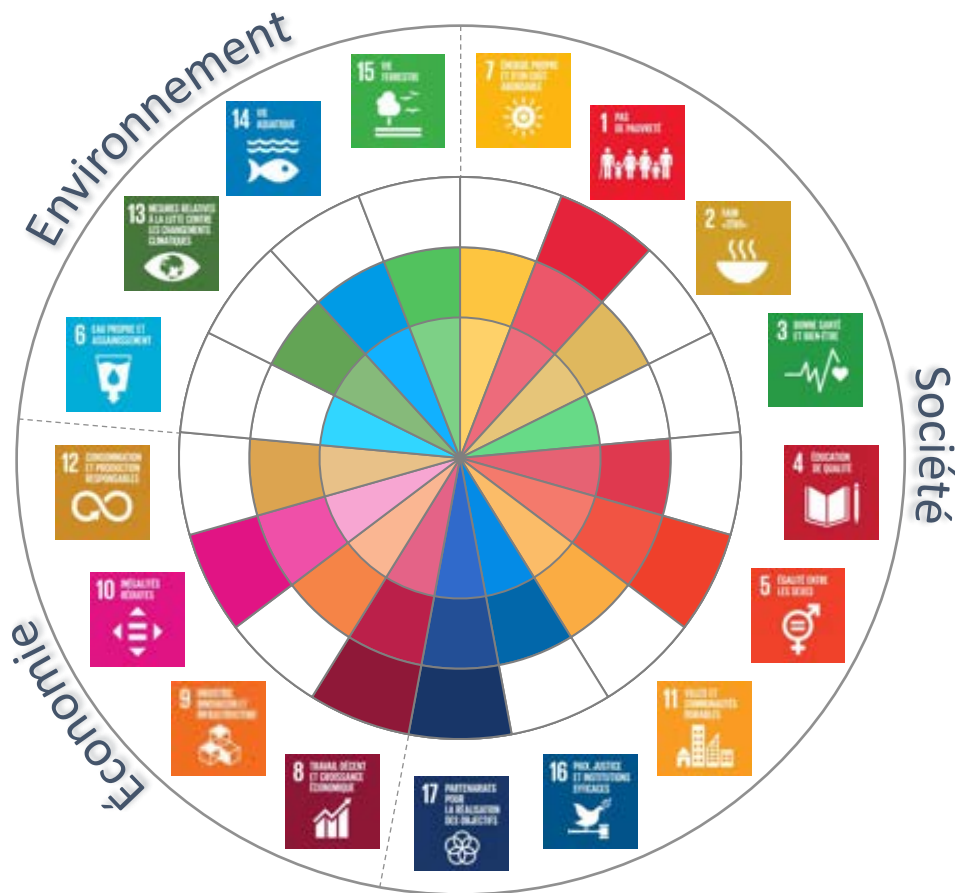 Environnement
15 VIE
TERRESTRE
7 ÉNERGIE PROPRE
ET D'UN COÛT
ABORDABLE
14 VIE
AQUATIQUE
1 PAS
DE PAUVRETÉ
13 MESURES RELATIVES
À LA LUTTE CONTRE
LES CHANGEMENTS
CLIMATIQUES
2 FAIM
«ZÉRO»
6 EAU PROPRE ET
ASSAINISSEMENT
3 BONNE SANTÉ
ET BIEN-ÊTRE
Société
12 CONSOMMATION
ET PRODUCTION
RESPONSABLES
4 ÉDUCATION
DE QUALITÉ
10 INÉGALITÉS
RÉDUITES
5 ÉGALITÉ ENTRE
LES SEXES
Économie
9 INDUSTRIE,
INNOVATION ET
INFRASTRUCTURE
11 VILLES ET
COMMUNAUTÉS
DURABLES
8 TRAVAIL DÉCENT
ET CROISSANCE
ÉCONOMIQUE
17 PARTENARIATS
POUR
LA RÉALISATION
DES OBJECTIFS
16 PAIX, JUSTICE
ET INSTITUTIONS
EFFICACES